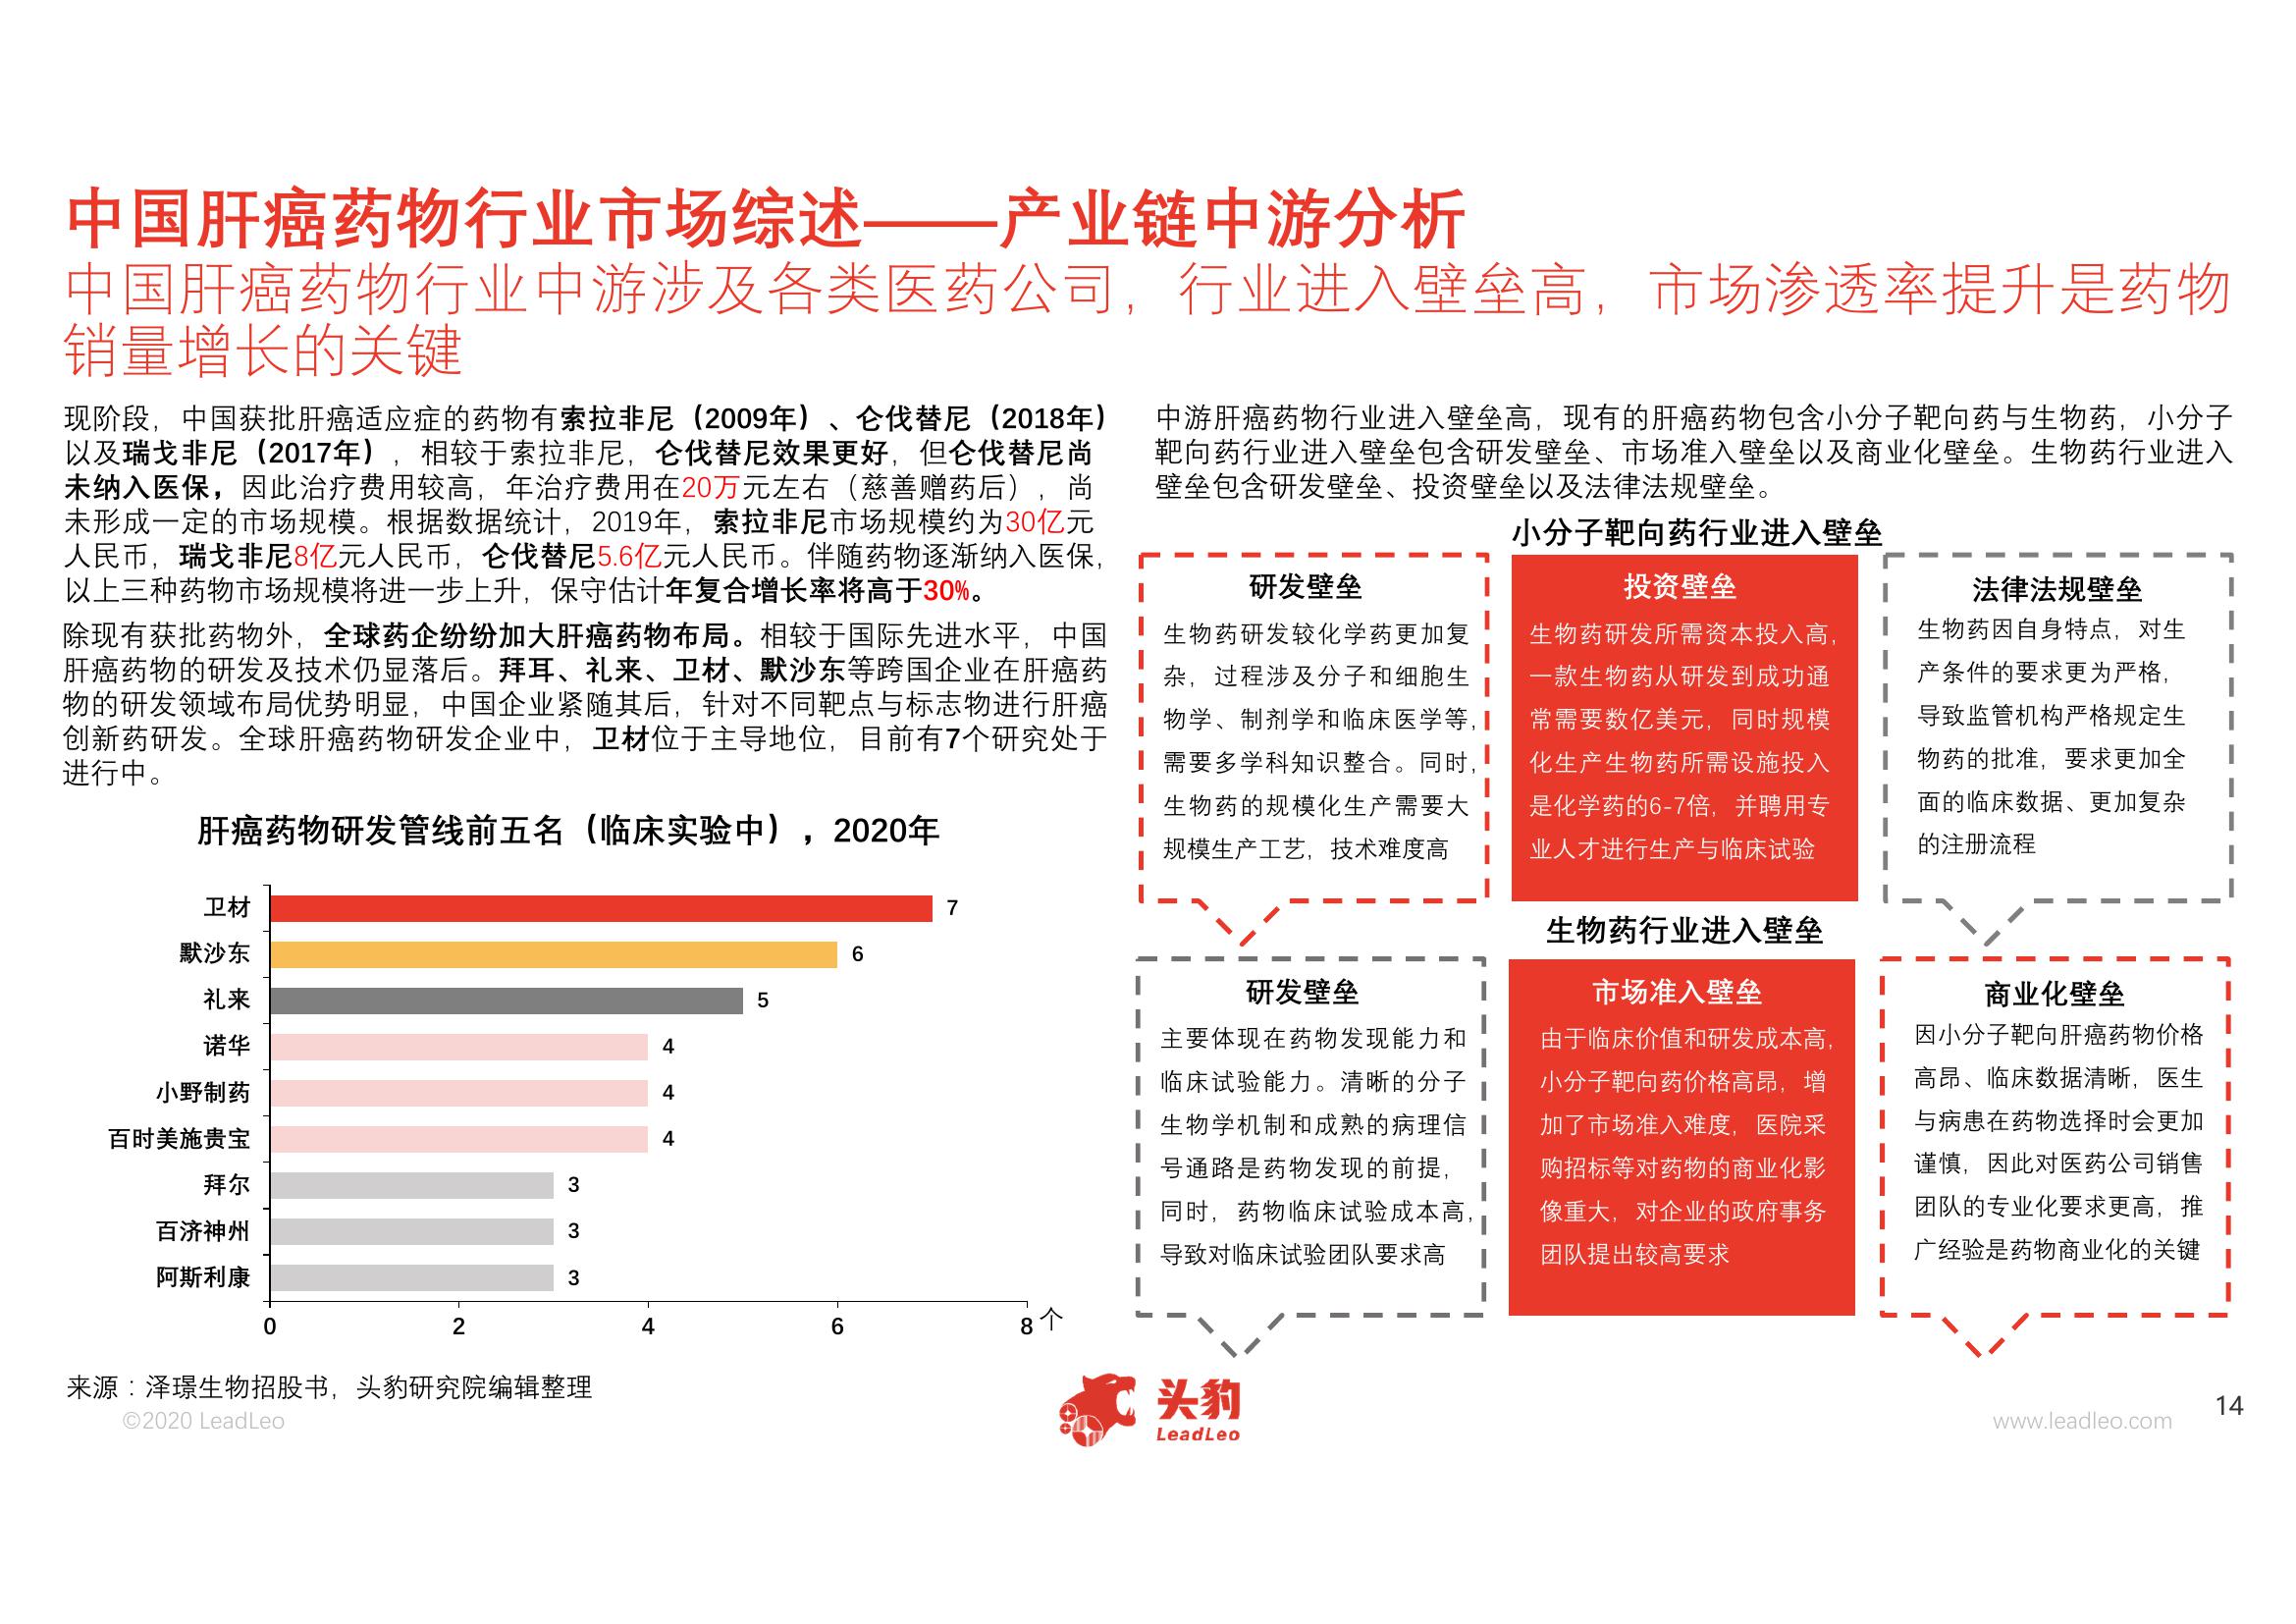 中国肝癌药物行业市场综述——产业链中游分析
中国肝癌药物行业中游涉及各类医药公司，行业进入壁垒高，市场渗透率提升是药物
销量增长的关键
现阶段，中国获批肝癌适应症的药物有索拉非尼（2009年）、仑伐替尼（2018年）
以及瑞戈非尼（2017年），相较于索拉非尼，仑伐替尼效果更好，但仑伐替尼尚
未纳入医保，因此治疗费用较高，年治疗费用在20万元左右（慈善赠药后），尚
未形成一定的市场规模。根据数据统计，2019年，索拉非尼市场规模约为30亿元
人民币，瑞戈非尼8亿元人民币，仑伐替尼5.6亿元人民币。伴随药物逐渐纳入医保，
以上三种药物市场规模将进一步上升，保守估计年复合增长率将高于30%。
除现有获批药物外，全球药企纷纷加大肝癌药物布局。相较于国际先进水平，中国
肝癌药物的研发及技术仍显落后。拜耳、礼来、卫材、默沙东等跨国企业在肝癌药
物的研发领域布局优势明显，中国企业紧随其后，针对不同靶点与标志物进行肝癌
创新药研发。全球肝癌药物研发企业中，卫材位于主导地位，目前有7个研究处于
进行中。
肝癌药物研发管线前五名（临床实验中），2020年
卫材 7
默沙东 6
礼来 5
诺华 4
小野制药 4
百时美施贵宝 4
拜尔 3
百济神州 3
阿斯利康 3
0 2 4 6 8 个
来源：泽璟生物招股书，头豹研究院编辑整理
中游肝癌药物行业进入壁垒高，现有的肝癌药物包含小分子靶向药与生物药，小分子
靶向药行业进入壁垒包含研发壁垒、市场准入壁垒以及商业化壁垒。生物药行业进入
壁垒包含研发壁垒、投资壁垒以及法律法规壁垒。
小分子靶向药行业进入壁垒
研发壁垒
生物药研发较化学药更加复
杂，过程涉及分子和细胞生
物学、制剂学和临床医学等，
需要多学科知识整合。同时，
生物药的规模化生产需要大
规模生产工艺，技术难度高
投资壁垒
生物药研发所需资本投入高，
一款生物药从研发到成功通
常需要数亿美元，同时规模
化生产生物药所需设施投入
是化学药的6-7倍，并聘用专
业人才进行生产与临床试验
法律法规壁垒
生物药因自身特点，对生
产条件的要求更为严格，
导致监管机构严格规定生
物药的批准，要求更加全
面的临床数据、更加复杂
的注册流程
生物药行业进入壁垒
研发壁垒
主要体现在药物发现能力和
临床试验能力。清晰的分子
生物学机制和成熟的病理信
号通路是药物发现的前提，
同时，药物临床试验成本高，
导致对临床试验团队要求高
市场准入壁垒
由于临床价值和研发成本高，
小分子靶向药价格高昂，增
加了市场准入难度，医院采
购招标等对药物的商业化影
像重大，对企业的政府事务
团队提出较高要求
商业化壁垒
因小分子靶向肝癌药物价格
高昂、临床数据清晰，医生
与病患在药物选择时会更加
谨慎，因此对医药公司销售
团队的专业化要求更高，推
广经验是药物商业化的关键
©2020 LeadLeo
头豹
LeadLeo
www.leadleo.com
14